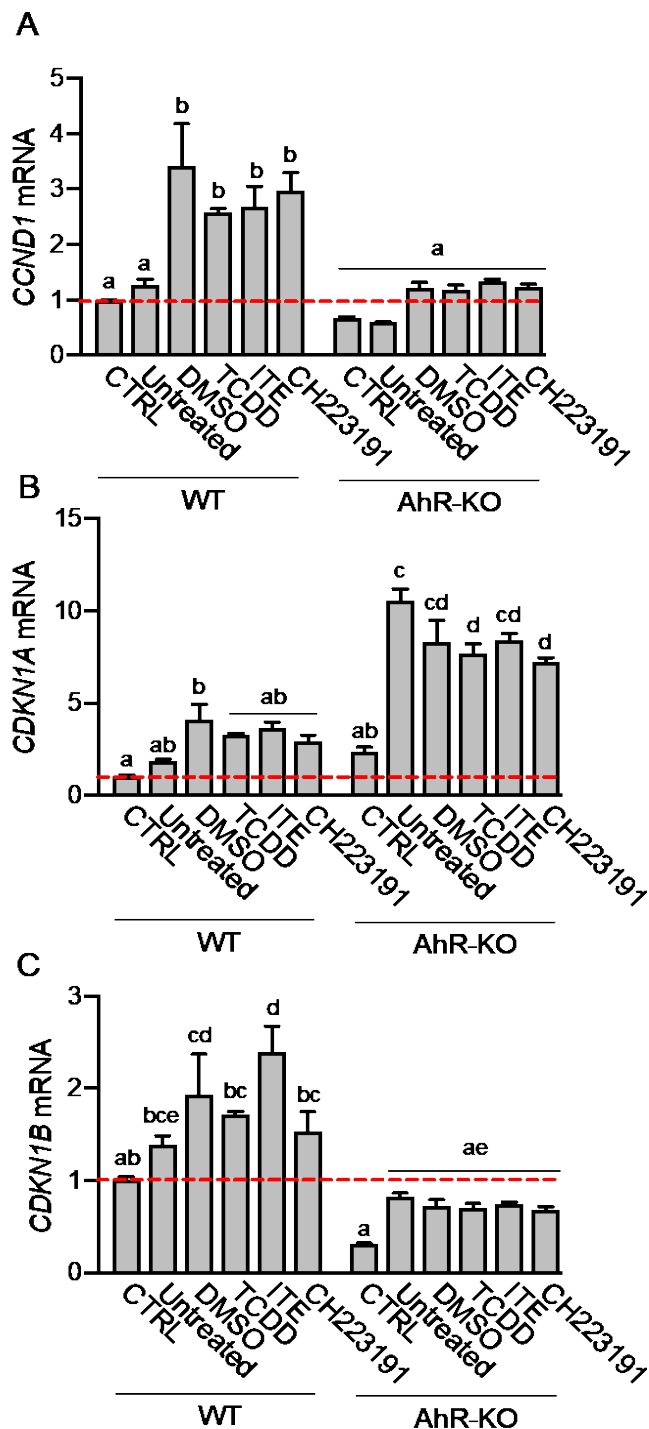 A
CCND1 mRNA
5
4
3
2
1
0
a
a
b
b
b
b
a
CTRL
Untreated
DMSO
TCDD
ITE
CH223191
CTRL
Untreated
DMSO
TCDD
ITE
CH223191
WT
AhR-KO
B
CDKN1A mRNA
15
10
5
0
a
ab
b
ab
ab
c
cd
d
cd
d
CTRL
Untreated
DMSO
TCDD
ITE
CH223191
CTRL
Untreated
DMSO
TCDD
ITE
CH223191
WT
AhR-KO
C
CDKN1B mRNA
3
2
1
0
ab
bce
cd
bc
d
bc
a
ae
CTRL
Untreated
DMSO
TCDD
ITE
CH223191
CTRL
Untreated
DMSO
TCDD
ITE
CH223191
WT
AhR-KO